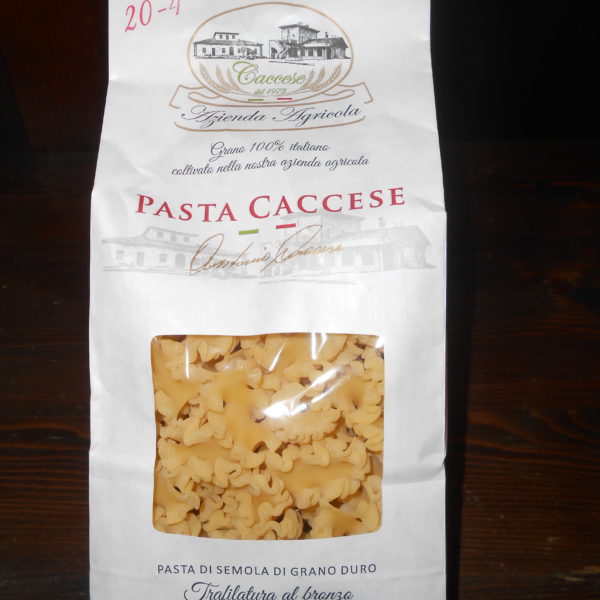 20-4
Caccese
dal 1973
Azienda Agricola
Grano 100% italiano
coltivato nella nostra azienda agricola
PASTA CACCESE
PASTA DI SEMOLA DI GRANO DURO
Trafilatura al bronzo